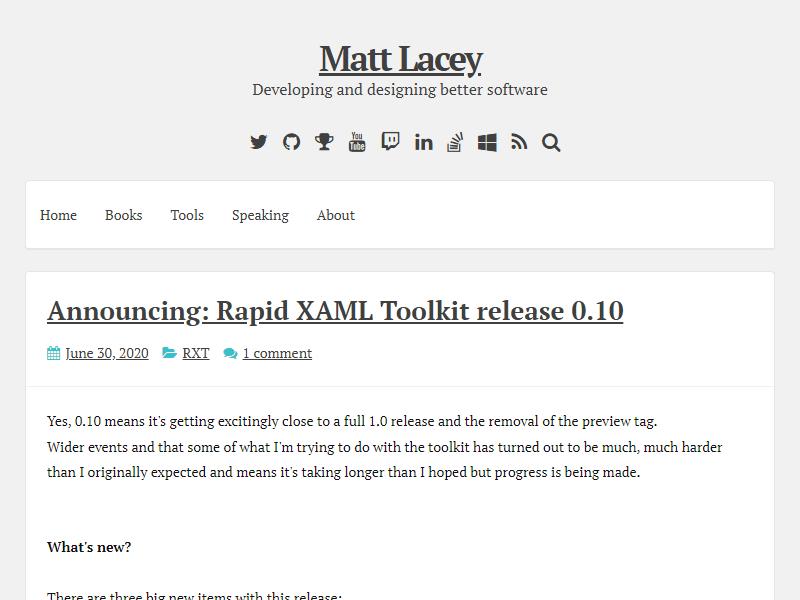 Matt Lacey
Developing and designing better software
You
Tube
Home Books Tools Speaking About
Announcing: Rapid XAML Toolkit release 0.10
June 30, 2020 RXT 1 comment
Yes, 0.10 means it's getting excitingly close to a full 1.0 release and the removal of the preview tag.
Wider events and that some of what I'm trying to do with the toolkit has turned out to be much, much harder
than I originally expected and means it's taking longer than I hoped but progress is being made.
What's new?
There are three big new items with this release: